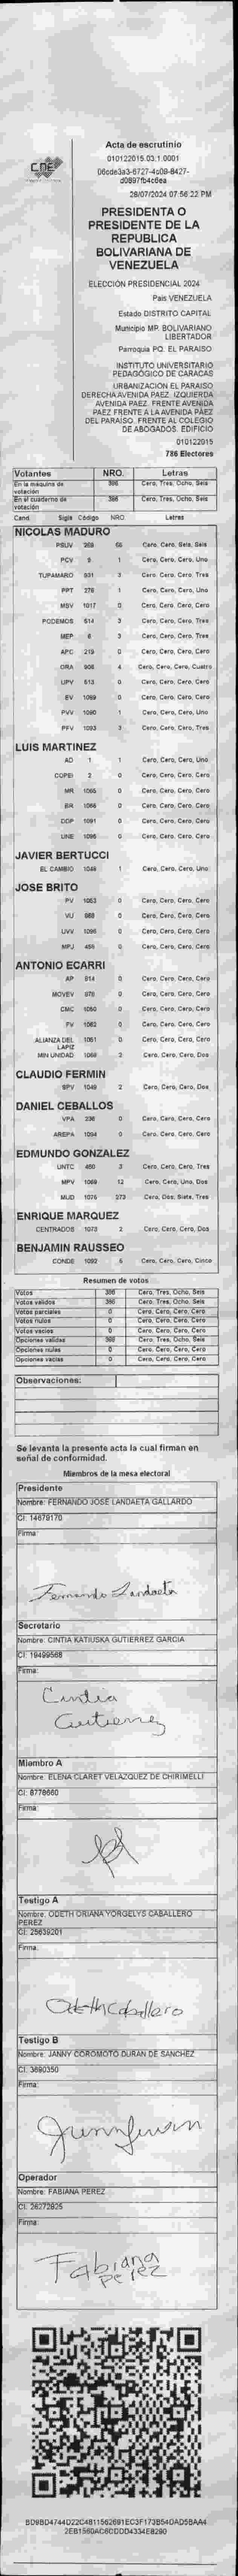 CNE
Acta de escrutinio
010122015.03.1.0001
28/07/2024 07:56:22 PM
PRESIDENTA O
PRESIDENTE DE LA
REPUBLICA
BOLIVARIANA DE
VENEZUELA
ELECCIÓN PRESIDENCIAL 2024
Pais VENEZUELA
Estado DISTRITO CAPITAL
Municipio MP. BOLIVARIANO
LIBERTADOR
Parroquia PQ. EL PARAISO
INSTITUTO UNIVERSITARIO
PEDAGÓGICO DE CARACAS
URBANIZACION EL PARAISO
DERECHA AVENIDA PAEZ. IZQUIERDA
AVENIDA PAEZ. FRENTE AVENIDA
PÁEZ FRENTE A LA AVENIDA PÁEZ
DEL PARAISO. FRENTE AL COLEGIO
DE ABOGADOS. EDIFICIO
010122015
786 Electores
Votantes NRO. Letras
En la máquina de votación 386 Cero, Tres, Ocho, Seis
En el cuaderno de votación 386 Cero, Tres, Ocho, Seis
Cand. Sigla Código NRO. Letras
NICOLAS MADURO
PSUV 269 66 Cero, Cero, Seis, Seis
PCV 9 1 Cero, Cero, Cero, Uno
TUPAMARO 931 3 Cero, Cero, Cero, Tres
PPT 276 1 Cero, Cero, Cero, Uno
MSV 1017 0 Cero, Cero, Cero, Cero
PODEMOS 514 3 Cero, Cero, Cero, Tres
MEP 6 3 Cero, Cero, Cero, Tres
APC 219 0 Cero, Cero, Cero, Cero
ORA 906 4 Cero, Cero, Cero, Cuatro
UPV 513 0 Cero, Cero, Cero, Cero
EV 1069 0 Cero, Cero, Cero, Cero
PVV 1090 1 Cero, Cero, Cero, Uno
PFV 1093 3 Cero, Cero, Cero, Tres
LUIS MARTINEZ
AD 1 1 Cero, Cero, Cero, Uno
COPEI 2 0 Cero, Cero, Cero, Cero
MR 1065 0 Cero, Cero, Cero, Cero
BR 1066 0 Cero, Cero, Cero, Cero
DDP 1091 0 Cero, Cero, Cero, Cero
UNE 1095 0 Cero, Cero, Cero, Cero
JAVIER BERTUCCI
EL CAMBIO 1048 1 Cero, Cero, Cero, Uno
JOSE BRITO
PV 1053 0 Cero, Cero, Cero, Cero
VU 869 0 Cero, Cero, Cero, Cero
UVV 1096 0 Cero, Cero, Cero, Cero
MPJ 456 0 Cero, Cero, Cero, Cero
ANTONIO ECARRI
AP 914 0 Cero, Cero, Cero, Cero
MOVEV 976 0 Cero, Cero, Cero, Cero
CMC 1050 0 Cero, Cero, Cero, Cero
FV 1062 0 Cero, Cero, Cero, Cero
ALIANZA DEL LAPIZ 1061 0 Cero, Cero, Cero, Cero
MIN UNIDAD 1068 2 Cero, Cero, Cero, Dos
CLAUDIO FERMIN
SPV 1049 2 Cero, Cero, Cero, Dos
DANIEL CEBALLOS
VPA 236 0 Cero, Cero, Cero, Cero
AREPA 1094 0 Cero, Cero, Cero, Cero
EDMUNDO GONZALEZ
UNTC 460 3 Cero, Cero, Cero, Tres
MPV 1069 12 Cero, Cero, Uno, Dos
MUD 1076 273 Cero, Dos, Siete, Tres
ENRIQUE MARQUEZ
CENTRADOS 1073 2 Cero, Cero, Cero, Dos
BENJAMIN RAUSSEO
CONDE 1092 5 Cero, Cero, Cero, Cinco
Resumen de votos
Votos 386 Cero, Tres, Ocho, Seis
Votos validos 386 Cero, Tres, Ocho, Seis
Votos parciales 0 Cero, Cero, Cero, Cero
Votos nulos 0 Cero, Cero, Cero, Cero
Votos vacios 0 Cero, Cero, Cero, Cero
Opciones validas 386 Cero, Tres, Ocho, Seis
Opciones nulas 0 Cero, Cero, Cero, Cero
Opciones vacias 0 Cero, Cero, Cero, Cero
Observaciones:
Se levanta la presente acta la cual firman en
señal de conformidad.
Miembros de la mesa electoral
Presidente
Nombre: FERNANDO JOSE LANDAETA GALLARDO
CI: 14679170
Firma:
Fernando Landaeta
Secretario
Nombre: CINTIA KATIUSKA GUTIERREZ GARCIA
CI: 19499568
Firma:
Cintia
Gutierrez
Miembro A
Nombre: ELENA CLARET VELAZQUEZ DE CHIRIMELLI
CI: 8778660
Firma:
Testigo A
Nombre: ODETH ORIANA YORGELYS CABALLERO
PEREZ
CI: 25639201
Firma:
Odeth Caballero
Testigo B
Nombre: JANNY COROMOTO DURAN DE SANCHEZ
CI: 3690350
Firma:
Operador
Nombre: FABIANA PEREZ
CI: 26272825
Firma:
Fabiana
Perez